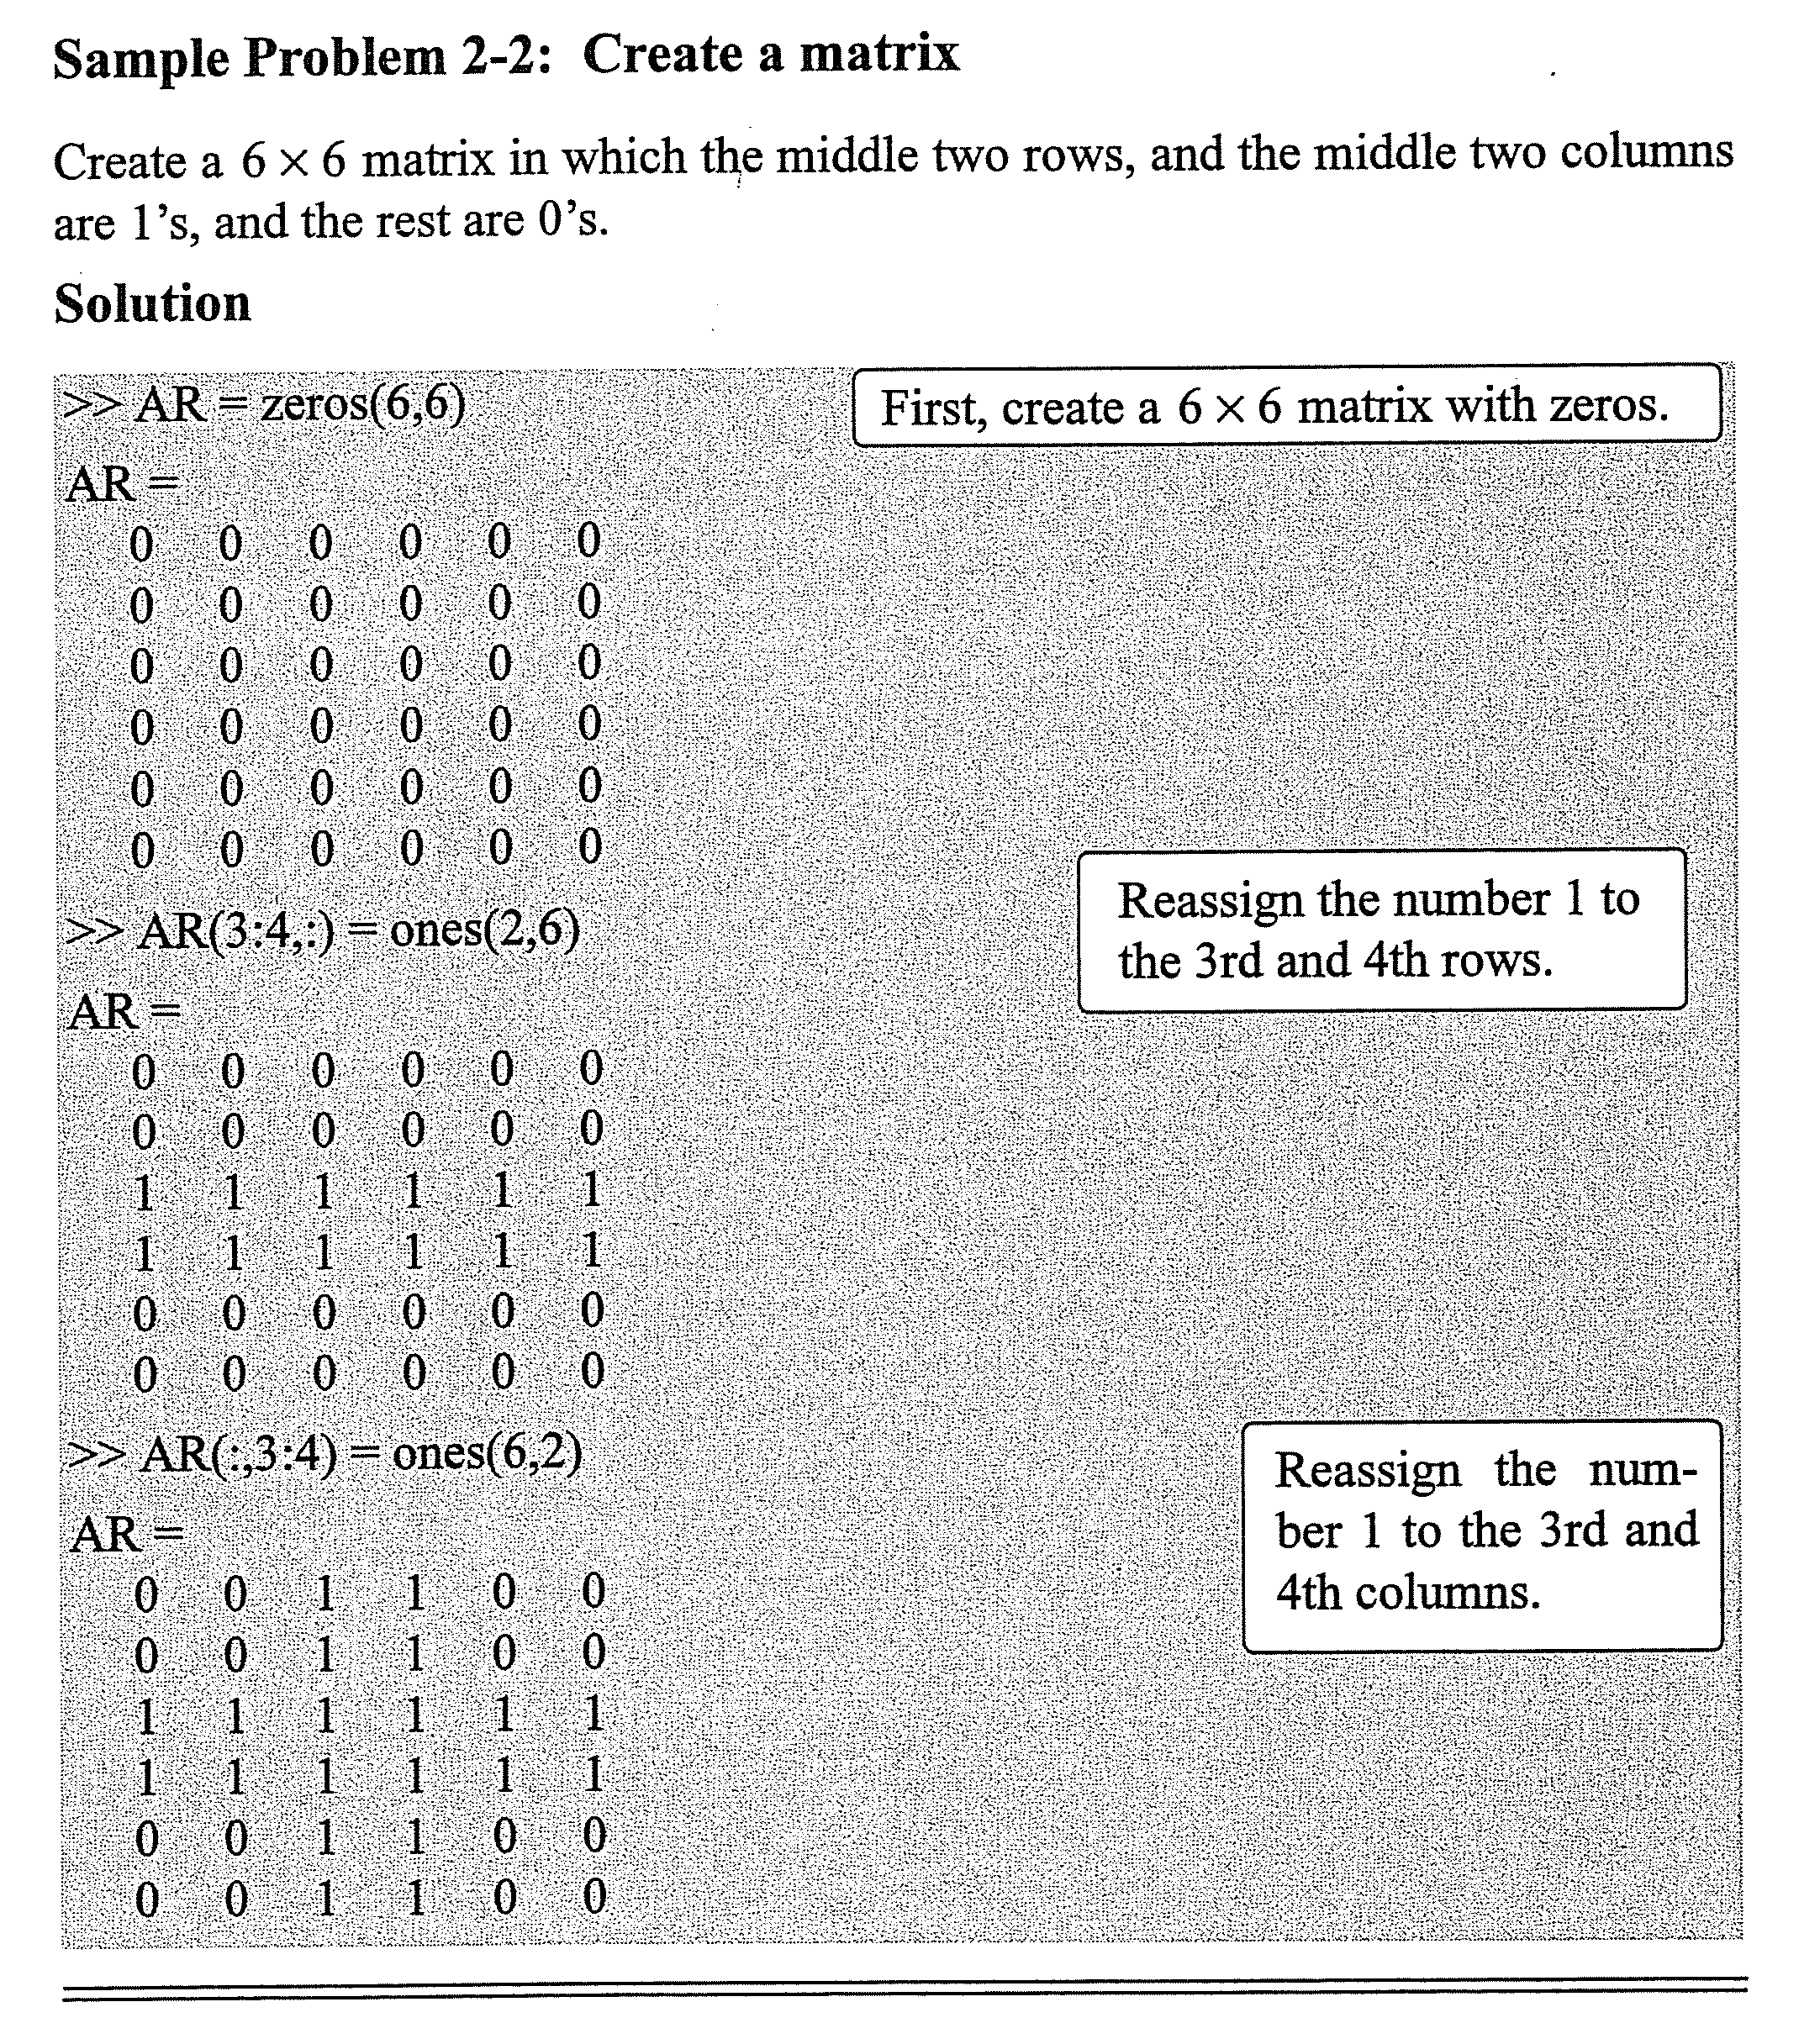 Sample Problem 2-2: Create a matrix
Create a 6 × 6 matrix in which the middle two rows, and the middle two columns
are 1's, and the rest are 0's.
Solution
>> AR = zeros(6,6)
First, create a 6 × 6 matrix with zeros.
AR =
0 0 0 0 0 0
0 0 0 0 0 0
0 0 0 0 0 0
0 0 0 0 0 0
0 0 0 0 0 0
0 0 0 0 0 0
>> AR(3:4,:) = ones(2,6)
Reassign the number 1 to
the 3rd and 4th rows.
AR =
0 0 0 0 0 0
0 0 0 0 0 0
1 1 1 1 1 1
1 1 1 1 1 1
0 0 0 0 0 0
0 0 0 0 0 0
>> AR(:,3:4) = ones(6,2)
Reassign the num-
ber 1 to the 3rd and
4th columns.
AR =
0 0 1 1 0 0
0 0 1 1 0 0
1 1 1 1 1 1
1 1 1 1 1 1
0 0 1 1 0 0
0 0 1 1 0 0